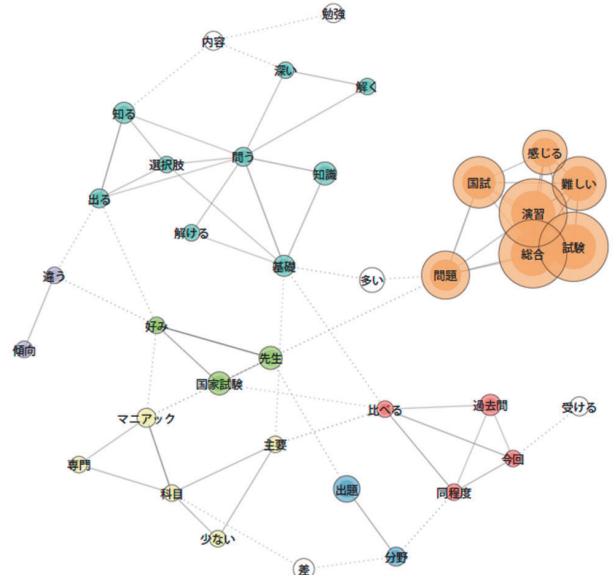 勉強
内容
深い
解く
知る
感じる
選択肢
問う
知識
国試
難しい
出る
演習
解ける
試験
総合
基礎
問題
違う
多い
好み
傾向
先生
国家試験
過去問
受ける
比べる
マニアック
主要
今回
専門
科目
出題
同程度
少ない
分野
差